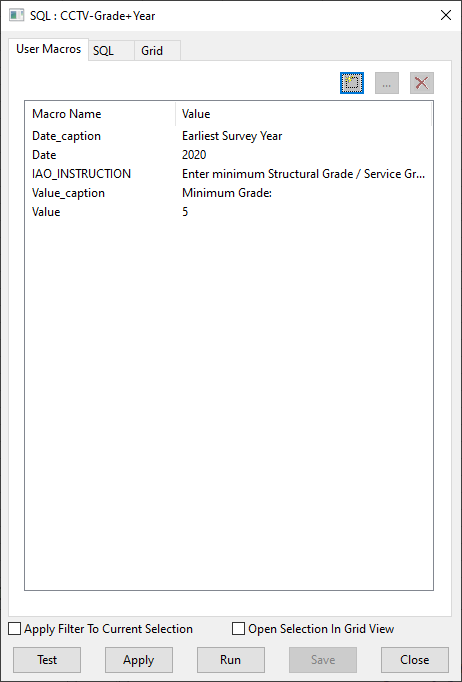 SQL : CCTV-Grade+Year
User Macros SQL Grid
...
Macro Name Value
Date_caption Earliest Survey Year
Date 2020
IAO_INSTRUCTION Enter minimum Structural Grade / Service Gr...
Value_caption Minimum Grade:
Value 5
Apply Filter To Current Selection Open Selection In Grid View
Test Apply Run Save Close